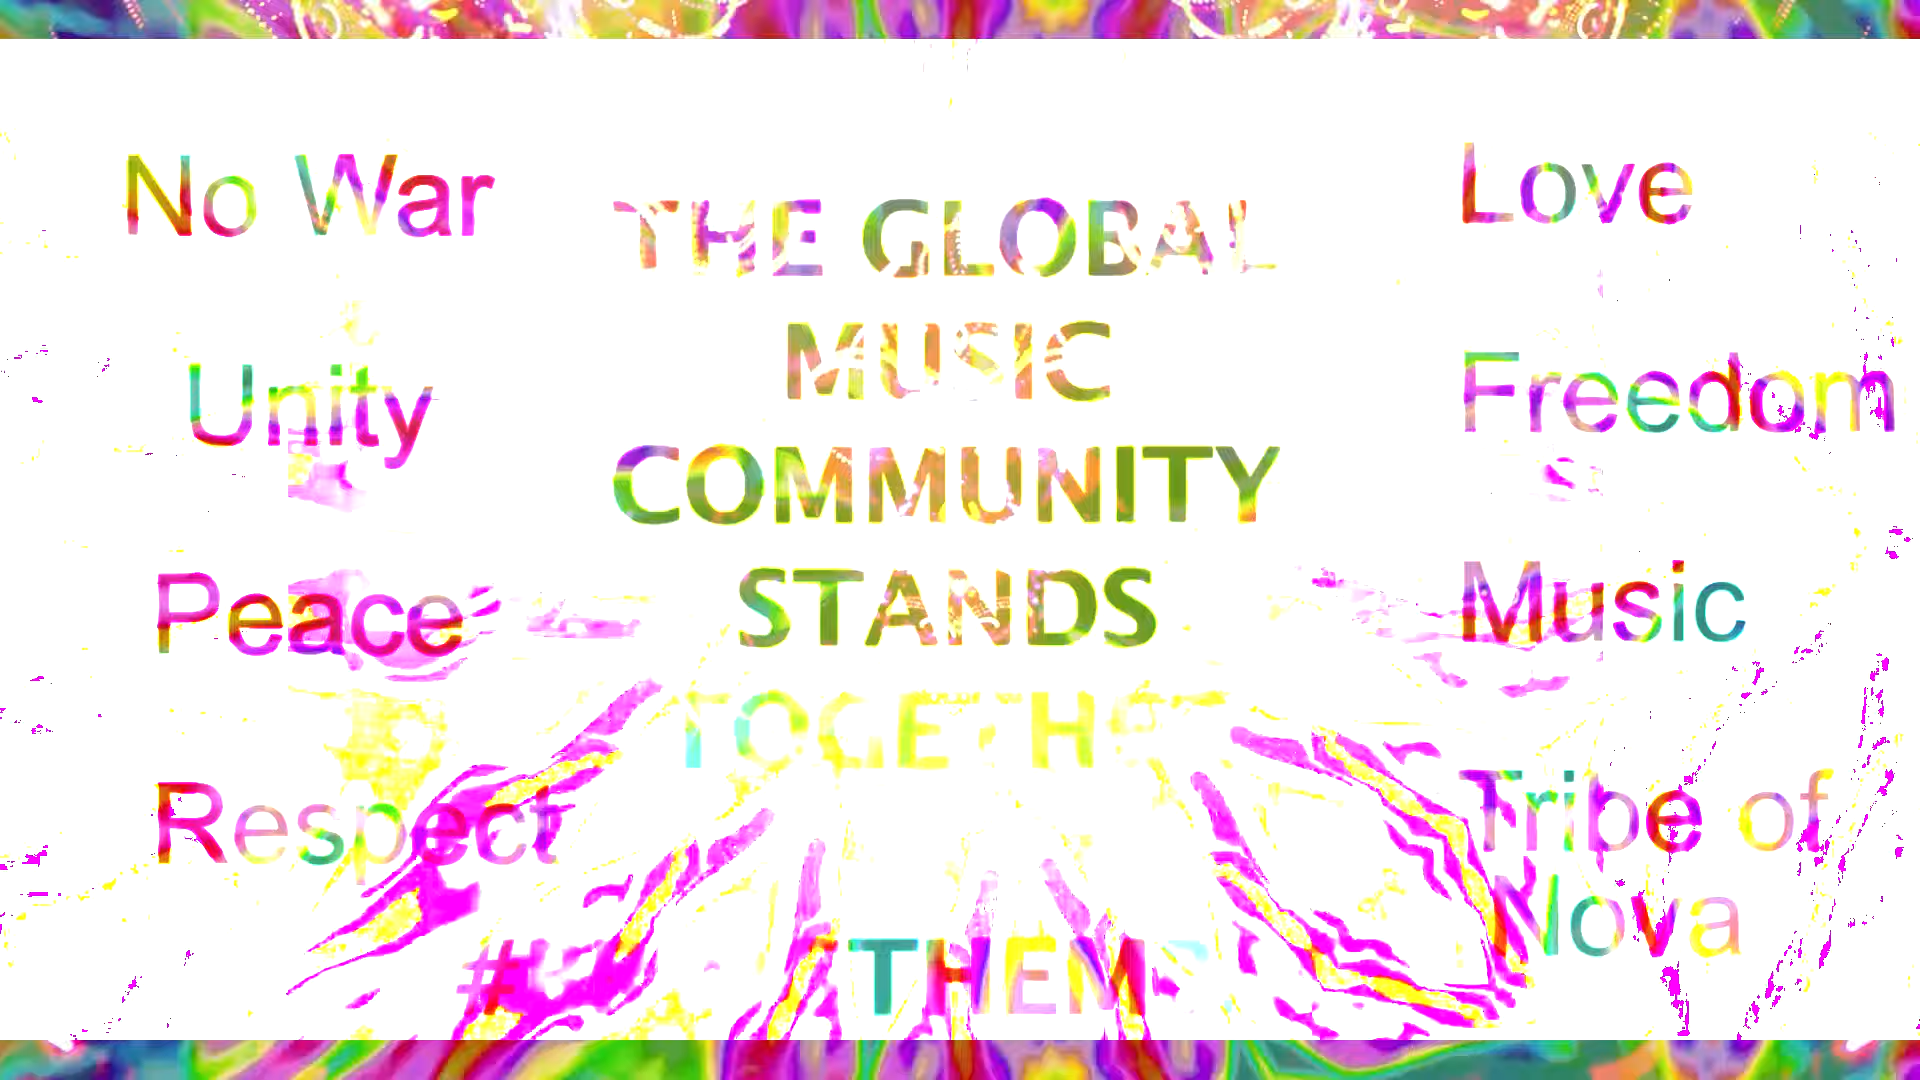 No War
Unity
Peace
Respect
THE GLOBAL
MUSIC
COMMUNITY
STANDS
Love
Freedom
Music
Tribe of
Nova